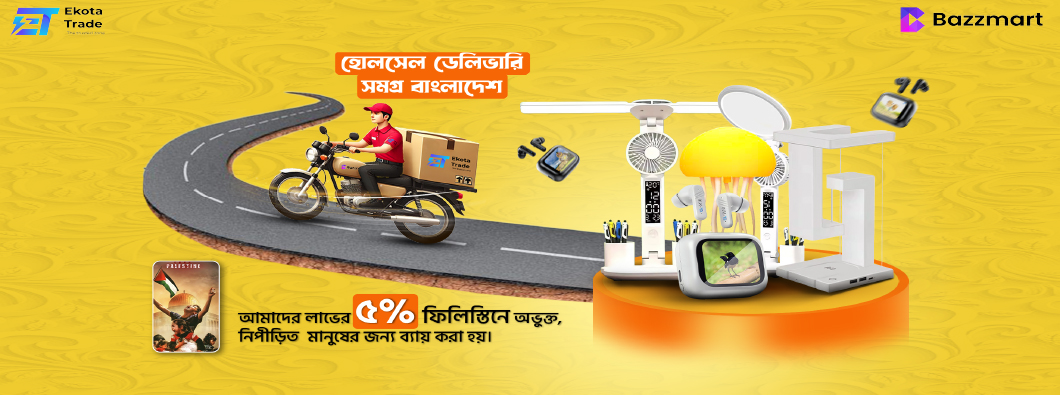 Ekota
Trade
Bazzmart
হোলসেল ডেলিভারি
সমগ্র বাংলাদেশ
Ekota
Trade
PALESTINE
আমাদের লাভের ৫% ফিলিস্তিনে অভুক্ত,
নিপীড়িত মানুষের জন্য ব্যায় করা হয়।